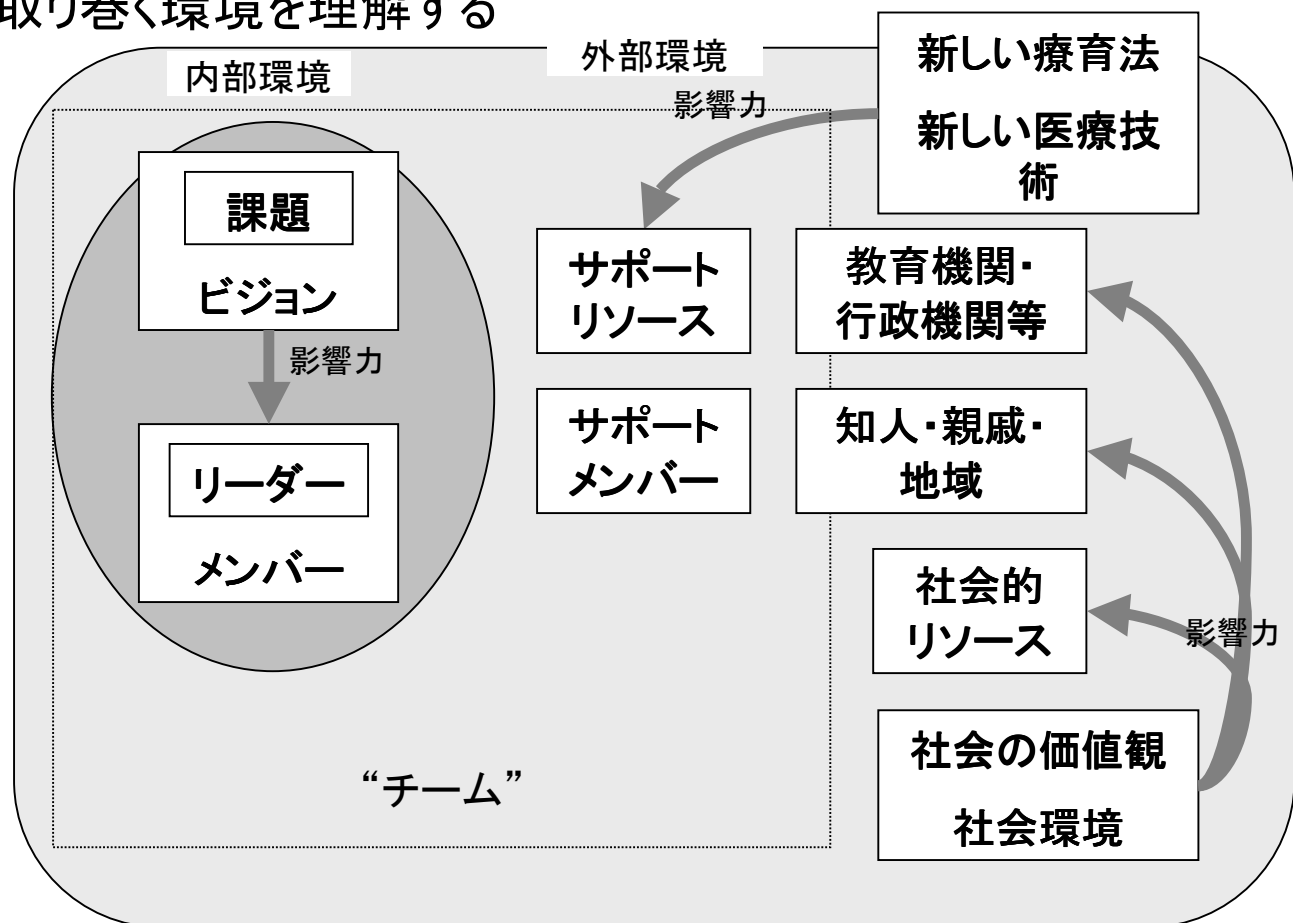 取り巻く環境を理解する
外部環境
内部環境
影響力
新しい療育法
新しい医療技
術
課題
ビジョン
影響力
リーダー
メンバー
サポート
リソース
教育機関・
行政機関等
サポート
メンバー
知人・親戚・
地域
社会的
リソース
影響力
社会の価値観
社会環境
“チーム”